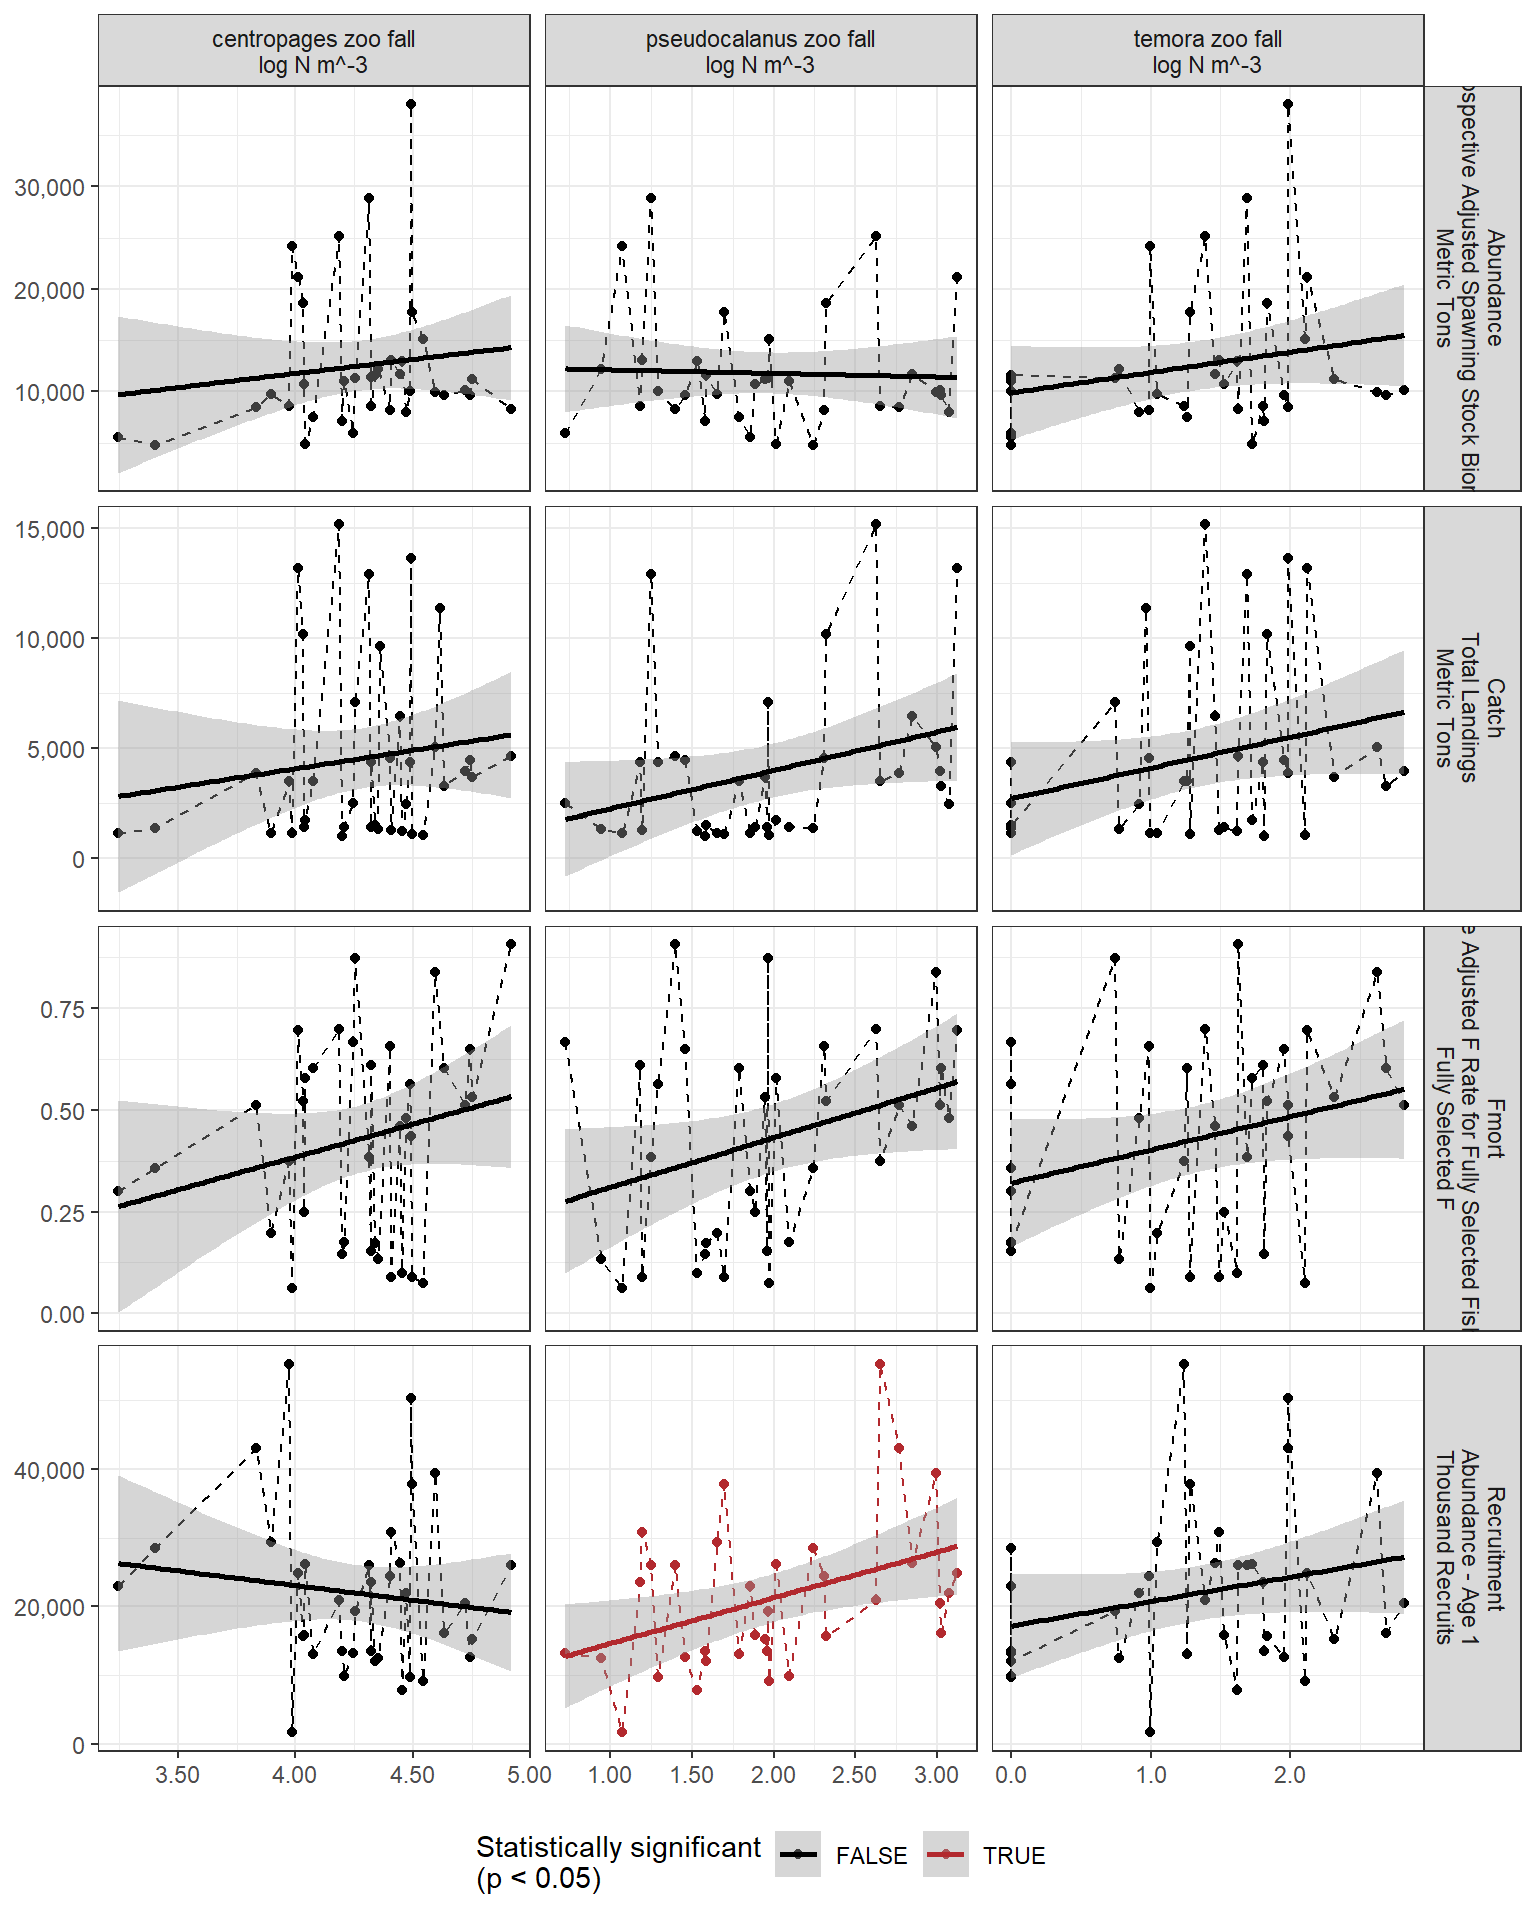 centropages zoo fall
log N m^-3
pseudocalanus zoo fall
log N m^-3
temora zoo fall
log N m^-3
30,000
20,000
10,000
Abundance
Adjusted Spawning Stock
Metric Tons
15,000
10,000
5,000
0
Catch
Total Landings
Metric Tons
0.75
0.50
0.25
0.00
Fmort
Adjusted F Rate for Fully Selected
Fully Selected F
40,000
20,000
0
Recruitment
Abundance - Age 1
Thousand Recruits
3.50
4.00
4.50
5.00
1.00
1.50
2.00
2.50
3.00
0.0
1.0
2.0
Statistically significant
(p < 0.05)
FALSE
TRUE